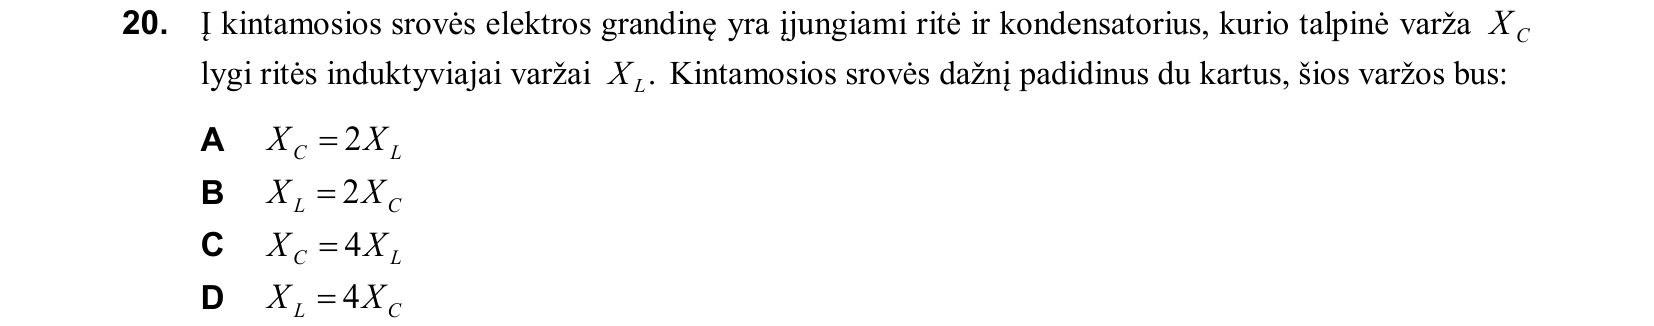 20. Į kintamosios srovės elektros grandinę yra įjungiami ritė ir kondensatorius, kurio talpinė varža X_C
lygi ritės induktyviajai varžai X_L. Kintamosios srovės dažnį padidinus du kartus, šios varžos bus:
A X_C = 2X_L
B X_L = 2X_C
C X_C = 4X_L
D X_L = 4X_C